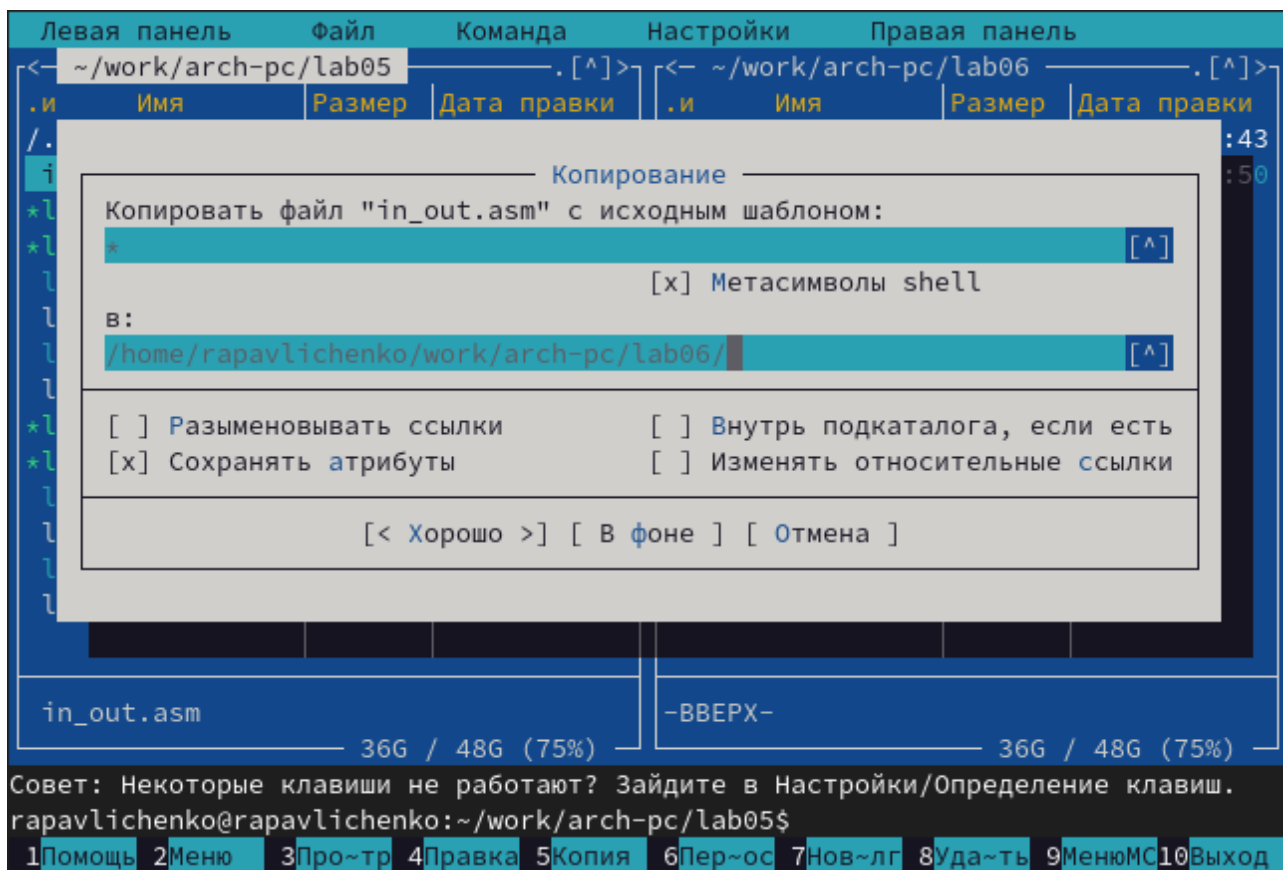 Левая панель Файл Команда Настройки Правая панель
<─ ~/work/arch-pc/lab05 ─.[^]> <─ ~/work/arch-pc/lab06 ─.[^]>
.и Имя Размер Дата правки .и Имя Размер Дата правки
/. :43
i Копирование :50
*l Копировать файл "in_out.asm" с исходным шаблоном:
*l * [^]
l [x] Метасимволы shell
l в:
l /home/rapavlichenko/work/arch-pc/lab06/ [^]
l
*l [ ] Разыменовывать ссылки [ ] Внутрь подкаталога, если есть
*l [x] Сохранять атрибуты [ ] Изменять относительные ссылки
l
l [< Хорошо >] [ В фоне ] [ Отмена ]
l
l
in_out.asm -ВВЕРХ-
36G / 48G (75%) 36G / 48G (75%)
Совет: Некоторые клавиши не работают? Зайдите в Настройки/Определение клавиш.
rapavlichenko@rapavlichenko:~/work/arch-pc/lab05$
1Помощь 2Меню 3Про~тр 4Правка 5Копия 6Пер~ос 7Нов~лг 8Уда~ть 9МенюMC 10Выход